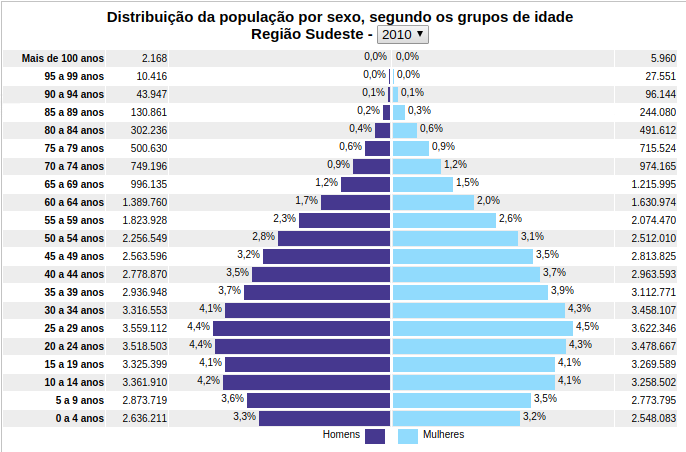 Distribuição da população por sexo, segundo os grupos de idade
Região Sudeste - 2010
Mais de 100 anos 2.168 0,0% 0,0% 5.960
95 a 99 anos 10.416 0,0% 0,0% 27.551
90 a 94 anos 43.947 0,1% 0,1% 96.144
85 a 89 anos 130.861 0,2% 0,3% 244.080
80 a 84 anos 302.236 0,4% 0,6% 491.612
75 a 79 anos 500.630 0,6% 0,9% 715.524
70 a 74 anos 749.196 0,9% 1,2% 974.165
65 a 69 anos 996.135 1,2% 1,5% 1.215.995
60 a 64 anos 1.389.760 1,7% 2,0% 1.630.974
55 a 59 anos 1.823.928 2,3% 2,6% 2.074.470
50 a 54 anos 2.256.549 2,8% 3,1% 2.512.010
45 a 49 anos 2.563.596 3,2% 3,5% 2.813.825
40 a 44 anos 2.778.870 3,5% 3,7% 2.963.593
35 a 39 anos 2.936.948 3,7% 3,9% 3.112.771
30 a 34 anos 3.316.553 4,1% 4,3% 3.458.107
25 a 29 anos 3.559.112 4,4% 4,5% 3.622.346
20 a 24 anos 3.518.503 4,4% 4,3% 3.478.667
15 a 19 anos 3.325.399 4,1% 4,1% 3.269.589
10 a 14 anos 3.361.910 4,2% 4,1% 3.258.502
5 a 9 anos 2.873.719 3,6% 3,5% 2.773.795
0 a 4 anos 2.636.211 3,3% 3,2% 2.548.083
Homens Mulheres